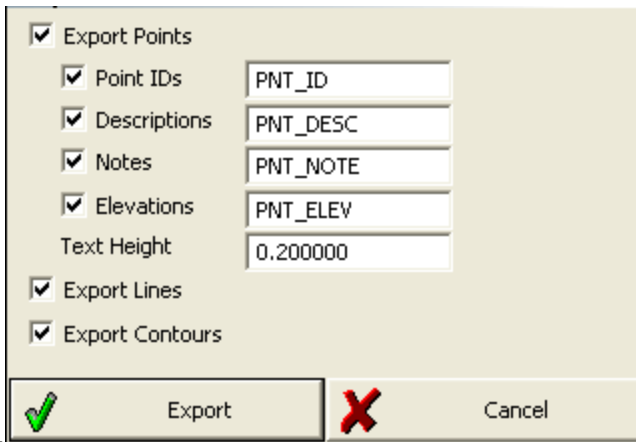 Export Points
Point IDs PNT_ID
Descriptions PNT_DESC
Notes PNT_NOTE
Elevations PNT_ELEV
Text Height 0.200000
Export Lines
Export Contours
Export Cancel